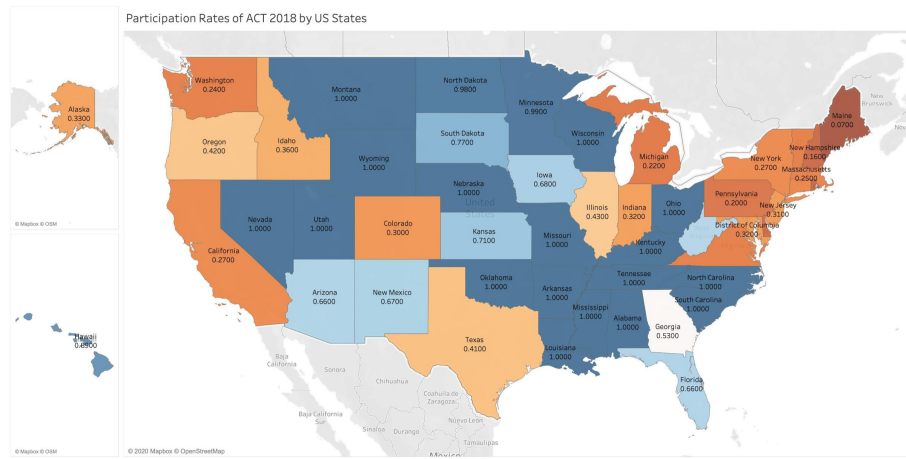 Participation Rates of ACT 2018 by US States
Alaska
0.3300
© Mapbox © OSM
Hawaii
0.8900
© Mapbox © OSM
Washington
0.2400
Montana
1.0000
North Dakota
0.9800
Minnesota
0.9900
Maine
0.0700
New
Brunswick
Oregon
0.4200
Idaho
0.3600
South Dakota
0.7700
Wisconsin
1.0000
Michigan
0.2200
New York
0.2700
New Hampshire
0.1600
Massachusetts
0.2500
Wyoming
1.0000
Iowa
0.6800
Nebraska
1.0000
United
States
Illinois
0.4300
Indiana
0.3200
Ohio
1.0000
Pennsylvania
0.2000
New Jersey
0.3100
District of Columbia
0.3200
Nevada
1.0000
Utah
1.0000
Colorado
0.3000
Kansas
0.7100
Missouri
1.0000
Kentucky
1.0000
California
0.2700
Arizona
0.6600
New Mexico
0.6700
Oklahoma
1.0000
Arkansas
1.0000
Tennessee
1.0000
North Carolina
1.0000
South Carolina
1.0000
Mississippi
1.0000
Alabama
1.0000
Georgia
0.5300
Texas
0.4100
Louisiana
1.0000
Florida
0.6600
Baja
California
Sonora
Chihuahua
Coahuila de
Zaragoza
Baja California
Sur
Sinaloa
Durango
Nuevo León
Tamaulipas
Mexico
© 2020 Mapbox © OpenStreetMap